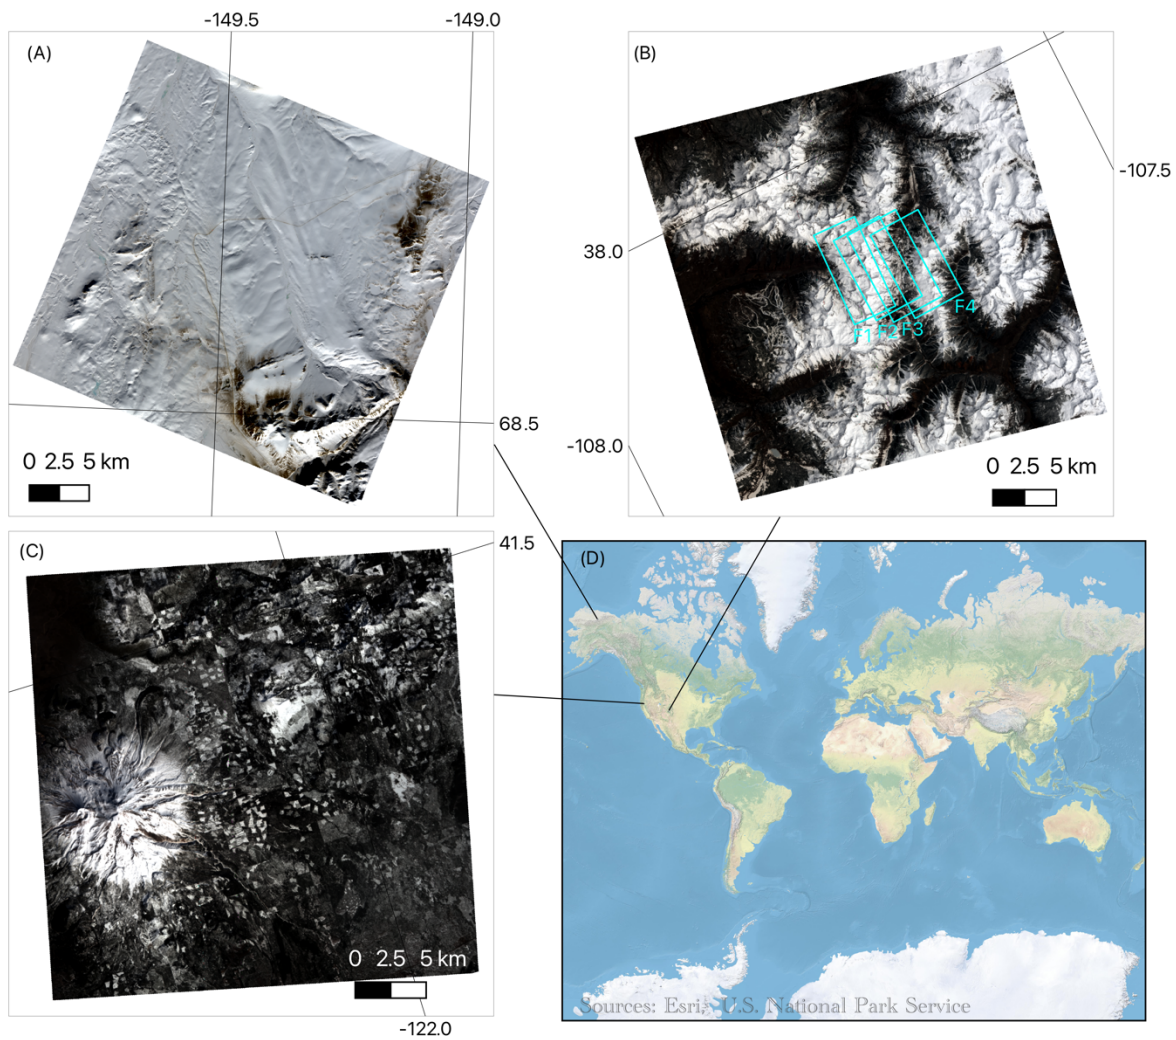 -149.5
-149.0
(A)
68.5
0 2.5 5 km
(B)
-107.5
38.0
F1
F2
F3
F4
-108.0
0 2.5 5 km
(C)
41.5
0 2.5 5 km
-122.0
(D)
Sources: Esri, U.S. National Park Service